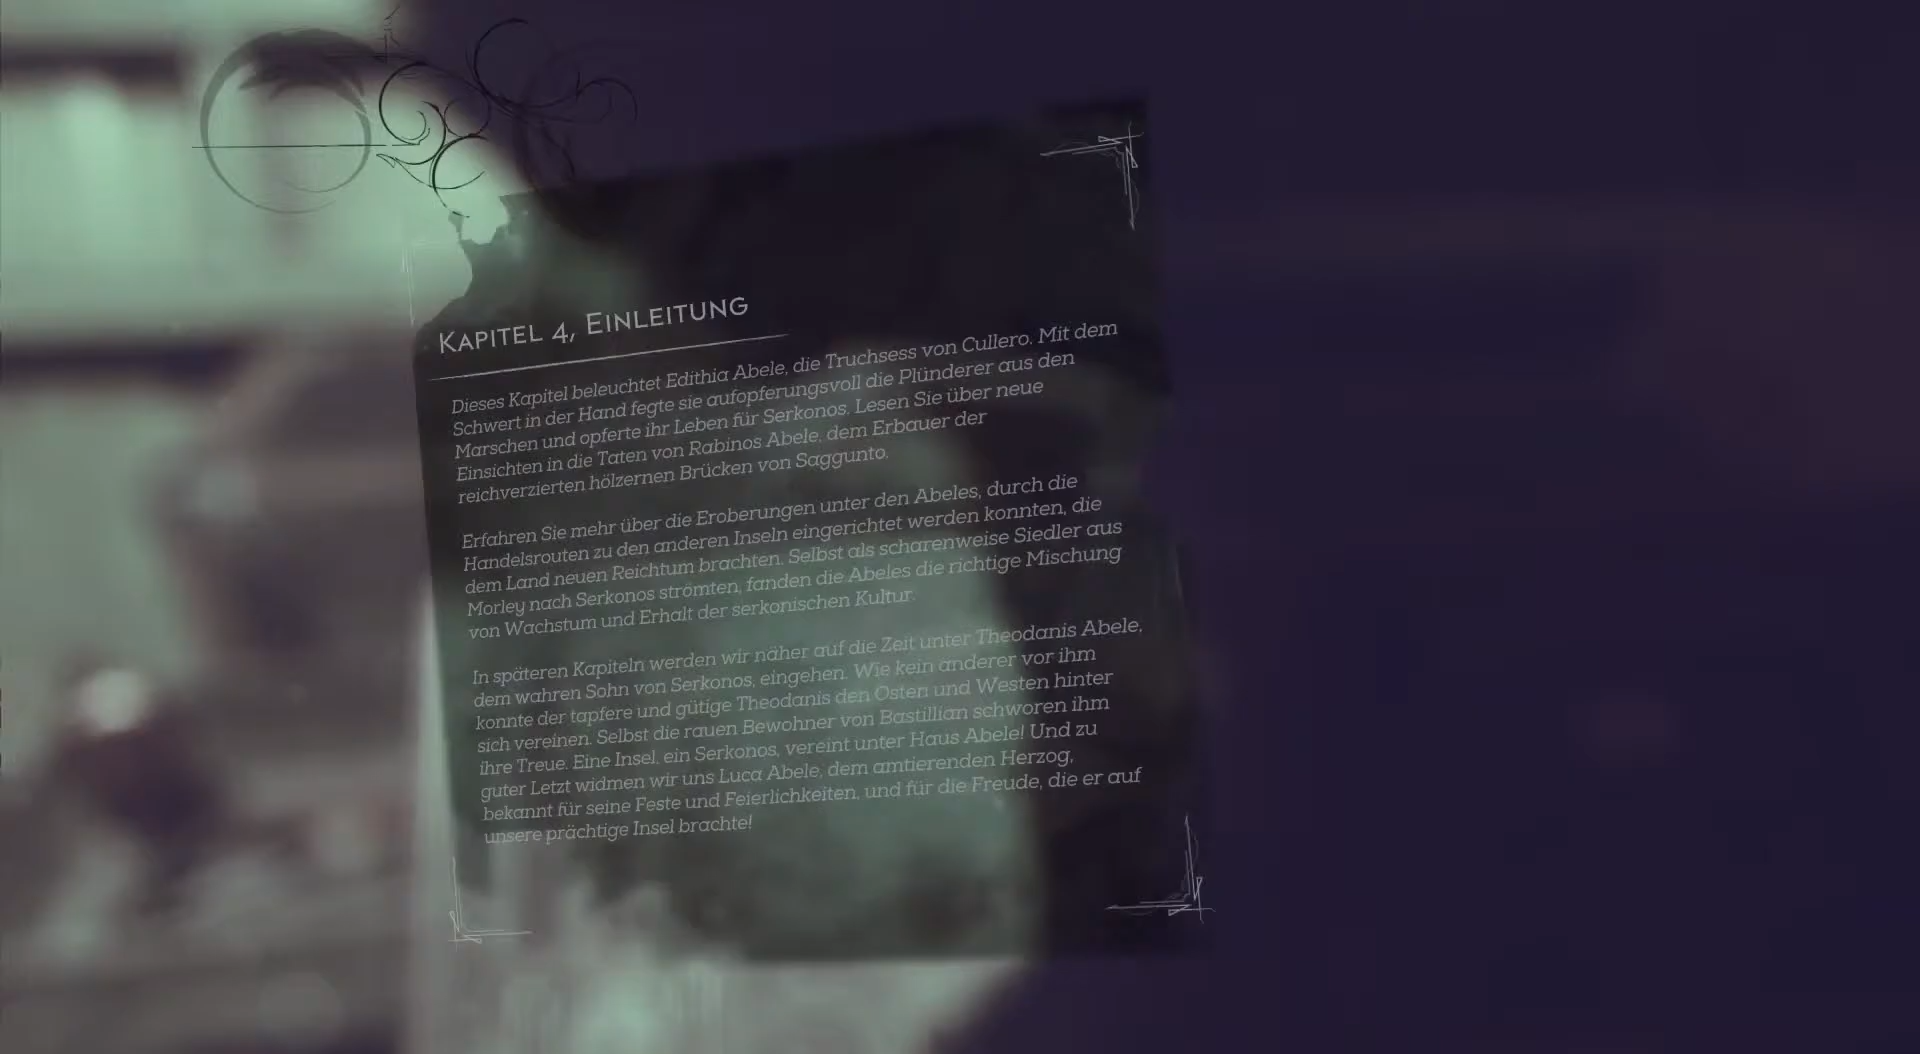 Kapitel 4, Einleitung
Dieses Kapitel beleuchtet Edithia Abele, die Truchsess von Cullero. Mit dem
Schwert in der Hand fegte sie aufopferungsvoll die Plünderer aus den
Marschen und opferte ihr Leben für Serkonos. Lesen Sie über neue
Einsichten in die Taten von Rabinos Abele, dem Erbauer der
reichverzierten hölzernen Brücken von Saggunto.
Erfahren Sie mehr über die Eroberungen unter den Abeles, durch die
Handelsrouten zu den anderen Inseln eingerichtet werden konnten, die
dem Land neuen Reichtum brachten. Selbst als scharenweise Siedler aus
Morley nach Serkonos strömten, fanden die Abeles die richtige Mischung
von Wachstum und Erhalt der serkonischen Kultur.
In späteren Kapiteln werden wir näher auf die Zeit unter Theodanis Abele,
dem wahren Sohn von Serkonos, eingehen. Wie kein anderer vor ihm
konnte der tapfere und gütige Theodanis den Osten und Westen hinter
sich vereinen. Selbst die rauen Bewohner von Bastillian schworen ihm
ihre Treue. Eine Insel, ein Serkonos, vereint unter Haus Abele! Und zu
guter Letzt widmen wir uns Luca Abele, dem amtierenden Herzog,
bekannt für seine Feste und Feierlichkeiten, und für die Freude, die er auf
unsere prächtige Insel brachte!